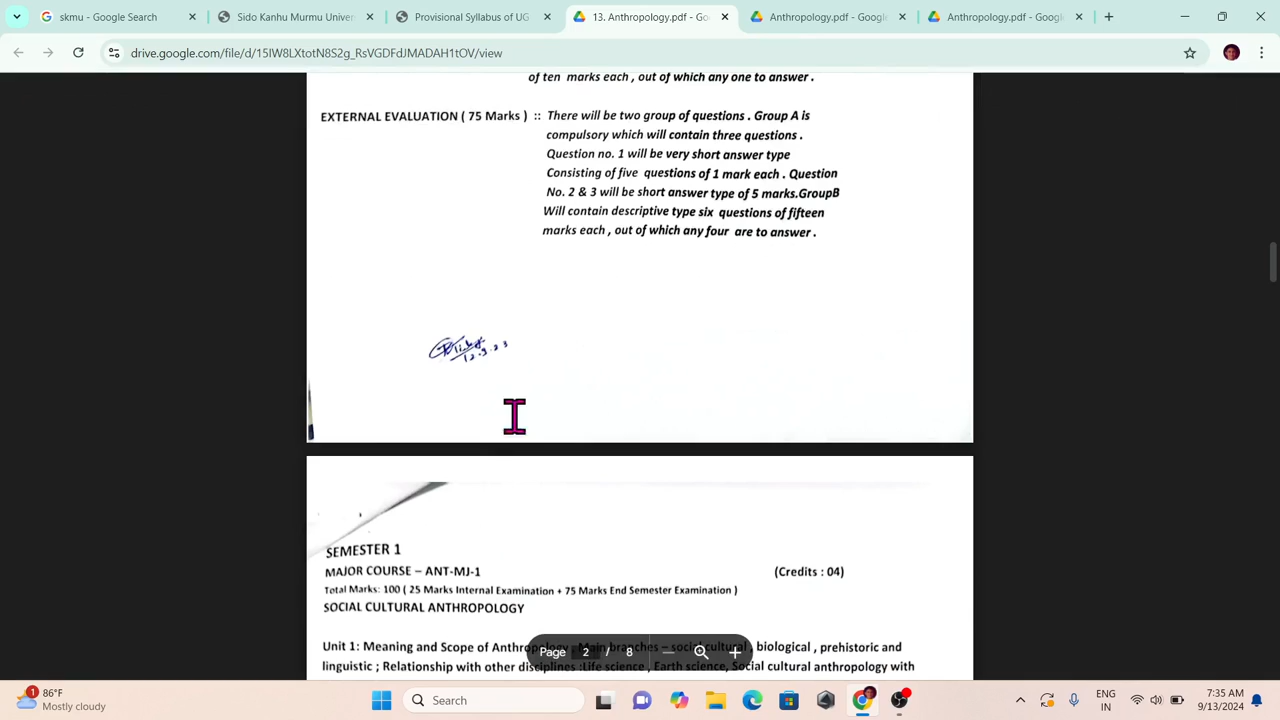 skmu - Google Search
Sido Kanhu Murmu Univer
Provisional Syllabus of UG
13. Anthropology.pdf - Go
Anthropology.pdf - Google
Anthropology.pdf - Google
drive.google.com/file/d/15IW8LXtotN8S2g_RsVGDFdJMADAH1tOV/view
of ten marks each , out of which any one to answer .
EXTERNAL EVALUATION ( 75 Marks ) :: There will be two group of questions . Group A is
compulsory which will contain three questions .
Question no. 1 will be very short answer type
Consisting of five questions of 1 mark each . Question
No. 2 & 3 will be short answer type of 5 marks.GroupB
Will contain descriptive type six questions of fifteen
marks each , out of which any four are to answer .
SEMESTER 1
MAJOR COURSE – ANT-MJ-1 (Credits : 04)
Total Marks: 100 ( 25 Marks Internal Examination + 75 Marks End Semester Examination )
SOCIAL CULTURAL ANTHROPOLOGY
Unit 1: Meaning and Scope of Anthropology ; Main branches – social cultural , biological , prehistoric and
linguistic ; Relationship with other disciplines :Life science , Earth science, Social cultural anthropology with
Page 2 / 8
1
86°F
Mostly cloudy
Search
ENG
IN
7:35 AM
9/13/2024